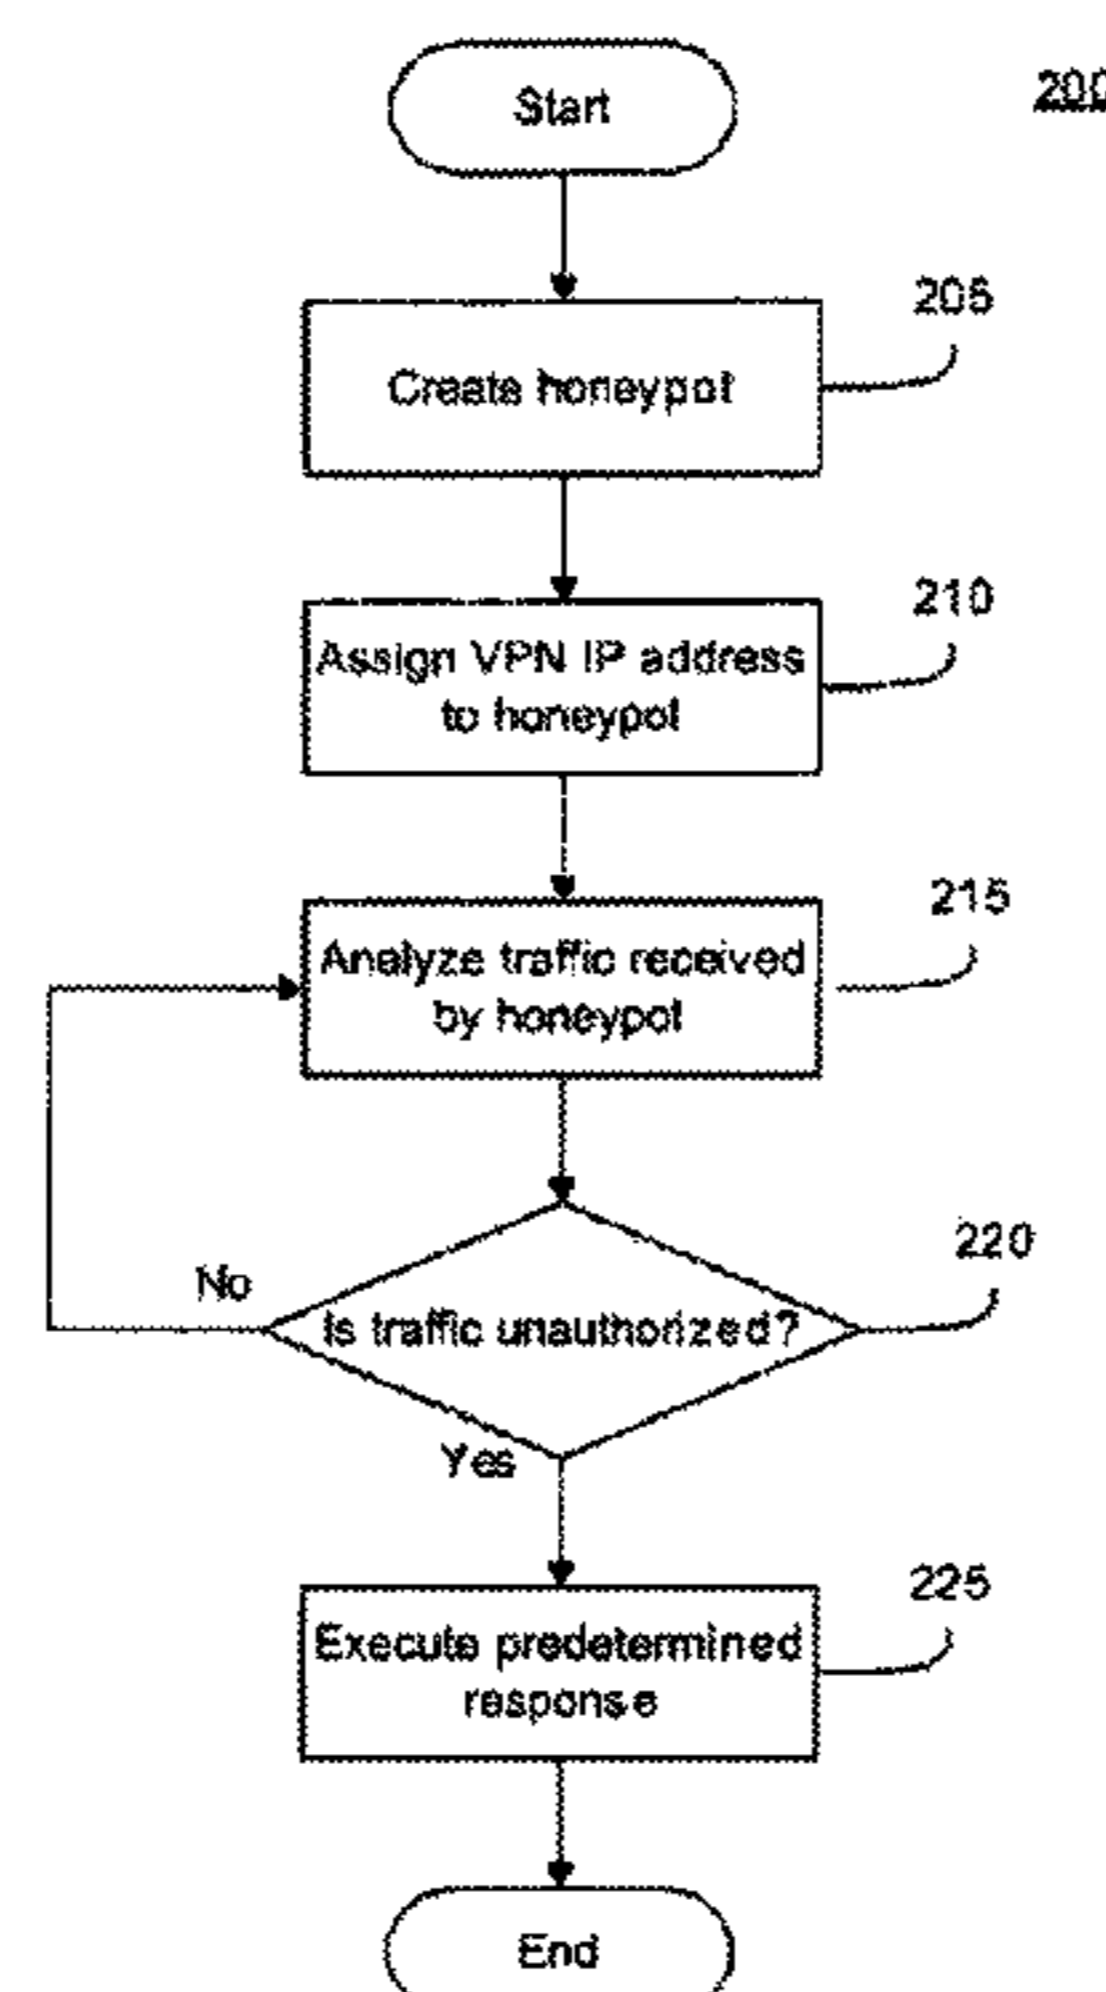 200
Start
205
Create honeypot
210
Assign VPN IP address
to honeypot
215
Analyze traffic received
by honeypot
220
No
Is traffic unauthorized?
Yes
225
Execute predetermined
response
End